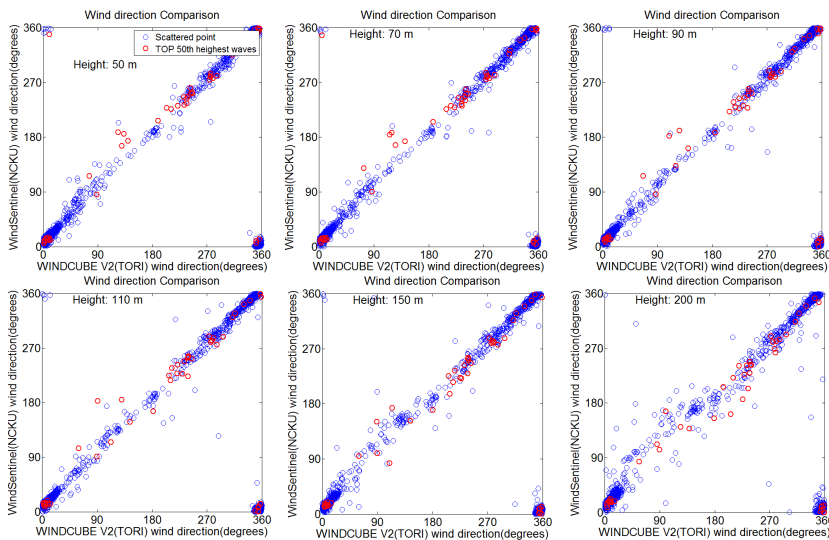 Wind direction Comparison
Wind direction Comparison
Wind direction Comparison
360
270
180
90
0
WindSentinel(NCKU) wind direction(degrees)
Height: 50 m
Scattered point
TOP 50th heighest waves
0
90
180
270
360
WINDCUBE V2(TORI) wind direction(degrees)
360
270
180
90
0
WindSentinel(NCKU) wind direction(degrees)
Height: 70 m
0
90
180
270
360
WINDCUBE V2(TORI) wind direction(degrees)
360
270
180
90
0
WindSentinel(NCKU) wind direction(degrees)
Height: 90 m
0
90
180
270
360
WINDCUBE V2(TORI) wind direction(degrees)
Wind direction Comparison
Wind direction Comparison
Wind direction Comparison
360
270
180
90
0
WindSentinel(NCKU) wind direction(degrees)
Height: 110 m
0
90
180
270
360
WINDCUBE V2(TORI) wind direction(degrees)
360
270
180
90
0
WindSentinel(NCKU) wind direction(degrees)
Height: 150 m
0
90
180
270
360
WINDCUBE V2(TORI) wind direction(degrees)
360
270
180
90
0
WindSentinel(NCKU) wind direction(degrees)
Height: 200 m
0
90
180
270
360
WINDCUBE V2(TORI) wind direction(degrees)